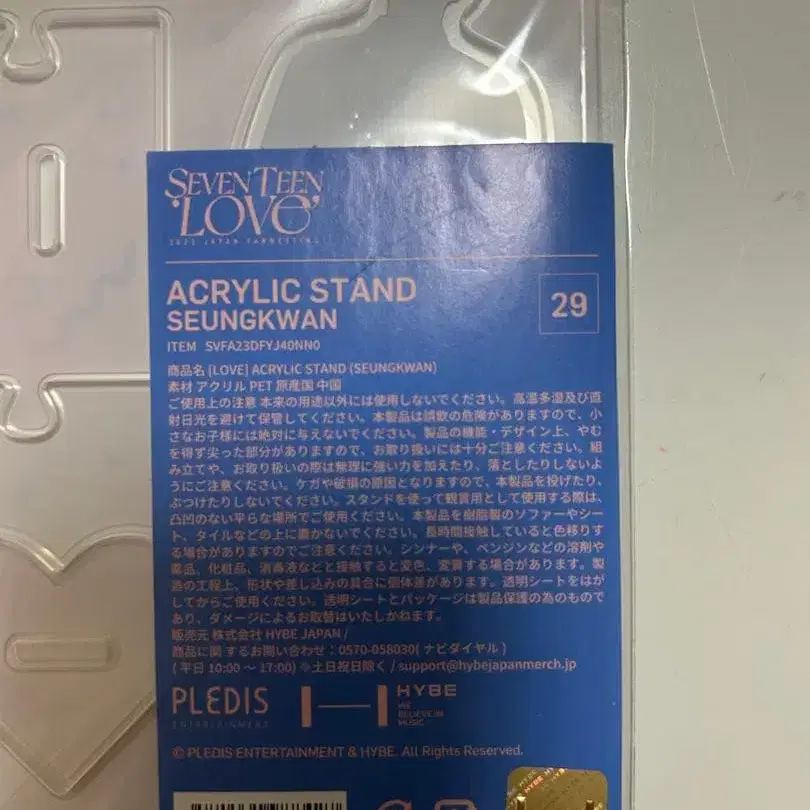 SEVENTEEN
'LOVE'
2023 JAPAN FANMEETING
ACRYLIC STAND
SEUNGKWAN
29
ITEM SVFA23DFYJ40NN0
商品名 [LOVE] ACRYLIC STAND (SEUNGKWAN)
素材 アクリル PET 原産国 中国
ご使用上の注意 本来の用途以外には使用しないでください。高温多湿及び直
射日光を避けて保管してください。本製品は誤飲の危険がありますので、小
さなお子様には絶対に与えないでください。製品の機能・デザイン上、やむ
を得ず尖った部分がありますので、お取り扱いには十分ご注意ください。組
み立てや、お取り扱いの際は無理に強い力を加えたり、落としたりしないよ
うにご注意ください。ケガや破損の原因となりますので、本製品を投げたり、
ぶつけたりしないでください。スタンドを使って観賞用として使用する際は、
凸凹のない平らな場所でご使用ください。本製品を樹脂製のソファーやシー
ト、タイルなどの上に置かないでください。長時間接触していると色移りす
る場合がありますのでご注意ください。シンナーや、ベンジンなどの溶剤や
薬品、化粧品、消毒液などと接触すると変色、変質する場合があります。製
造の工程上、形状や差し込みの具合に個体差があります。透明シートをはが
してからご使用ください。透明シートとパッケージは製品保護の為のもので
あり、ダメージによるお取替はいたしかねます。
販売元 株式会社 HYBE JAPAN /
商品に関 するお問い合わせ：0570-058030( ナビダイヤル )
( 平日 10:00 〜 17:00) ※土日祝日除く / support@hybejapanmerch.jp
PLEDIS
ENTERTAINMENT
HYBE
WE
BELIEVE IN
MUSIC
© PLEDIS ENTERTAINMENT & HYBE. All Rights Reserved.